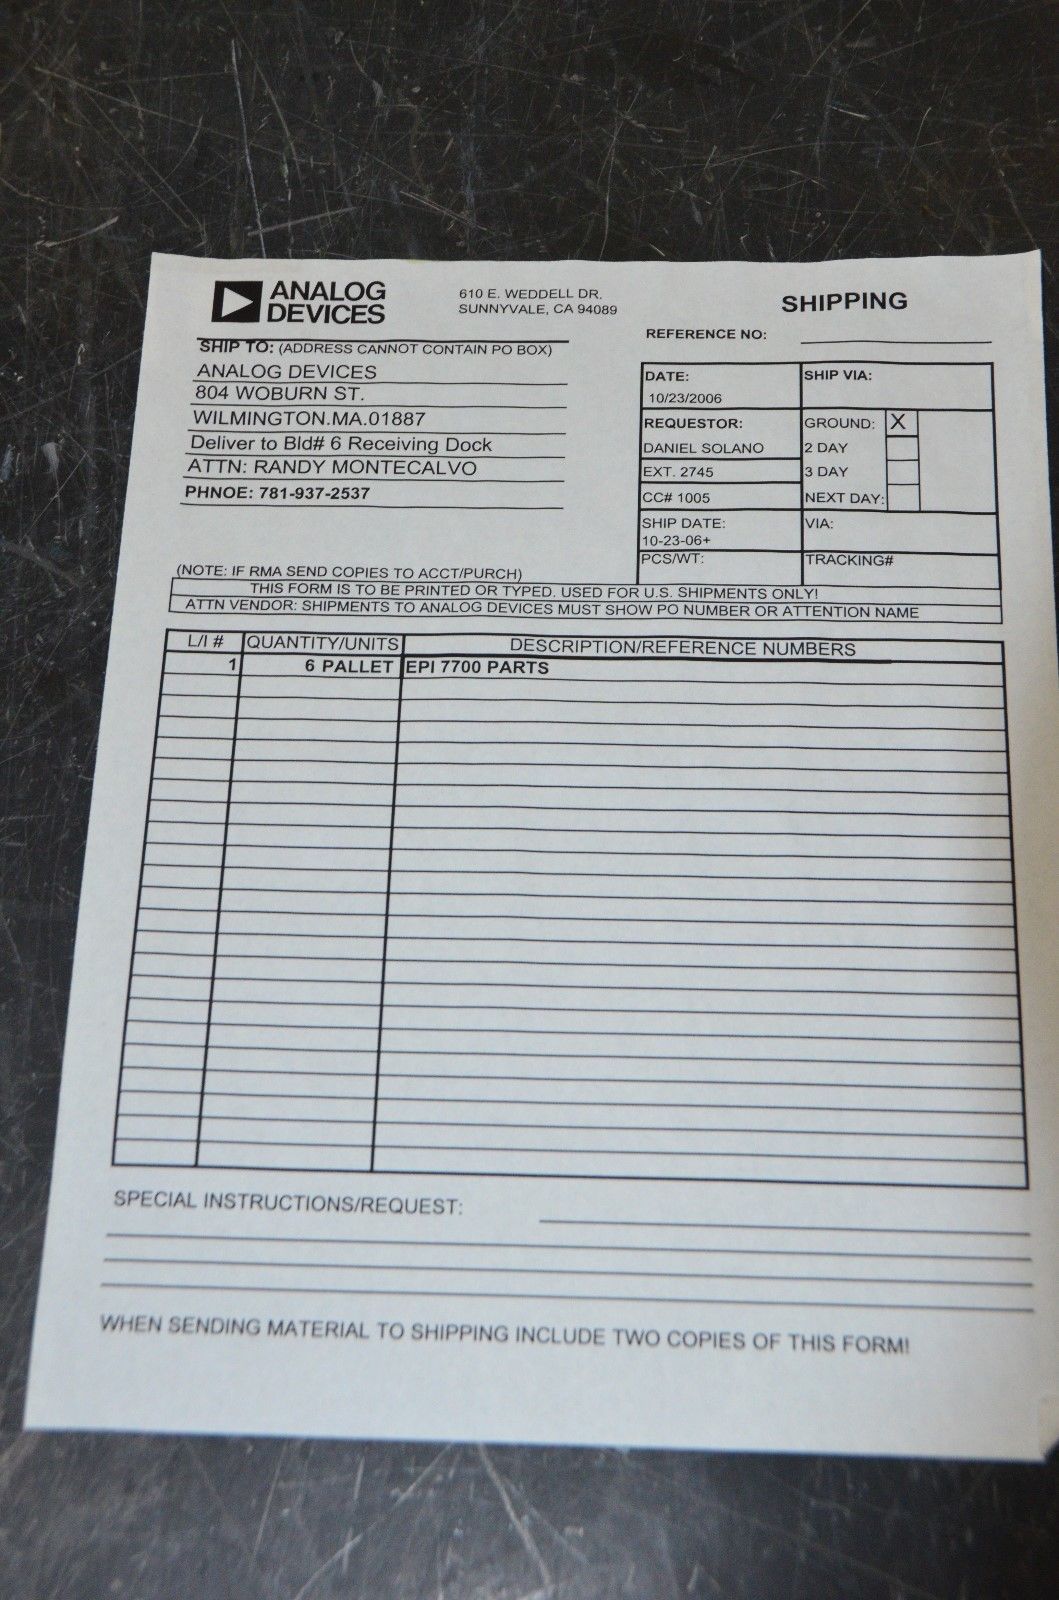 ANALOG
DEVICES
610 E. WEDDELL DR.
SUNNYVALE, CA 94089
SHIPPING
REFERENCE NO:
SHIP TO: (ADDRESS CANNOT CONTAIN PO BOX)
ANALOG DEVICES
804 WOBURN ST.
WILMINGTON.MA.01887
Deliver to Bld# 6 Receiving Dock
ATTN: RANDY MONTECALVO
PHNOE: 781-937-2537
DATE:
10/23/2006
SHIP VIA:
REQUESTOR:
DANIEL SOLANO
EXT. 2745
CC# 1005
GROUND: X
2 DAY
3 DAY
NEXT DAY:
SHIP DATE:
10-23-06+
VIA:
PCS/WT:
TRACKING#
(NOTE: IF RMA SEND COPIES TO ACCT/PURCH)
THIS FORM IS TO BE PRINTED OR TYPED. USED FOR U.S. SHIPMENTS ONLY!
ATTN VENDOR: SHIPMENTS TO ANALOG DEVICES MUST SHOW PO NUMBER OR ATTENTION NAME
L/I # QUANTITY/UNITS DESCRIPTION/REFERENCE NUMBERS
1 6 PALLET EPI 7700 PARTS
SPECIAL INSTRUCTIONS/REQUEST:
WHEN SENDING MATERIAL TO SHIPPING INCLUDE TWO COPIES OF THIS FORM!